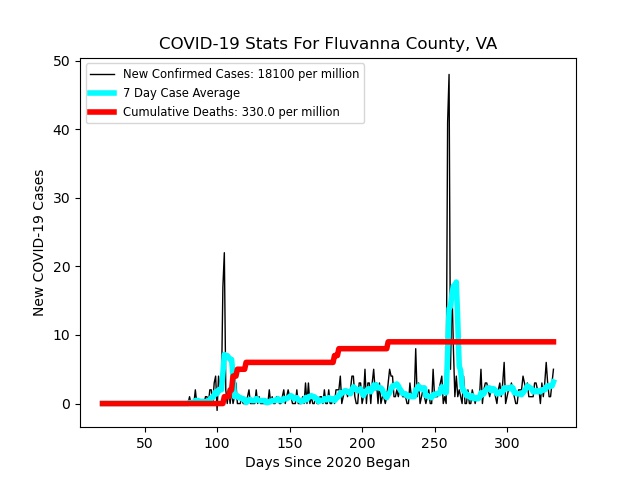 COVID-19 Stats For Fluvanna County, VA
New Confirmed Cases: 18100 per million
7 Day Case Average
Cumulative Deaths: 330.0 per million
New COVID-19 Cases
50
40
30
20
10
0
50 100 150 200 250 300
Days Since 2020 Began